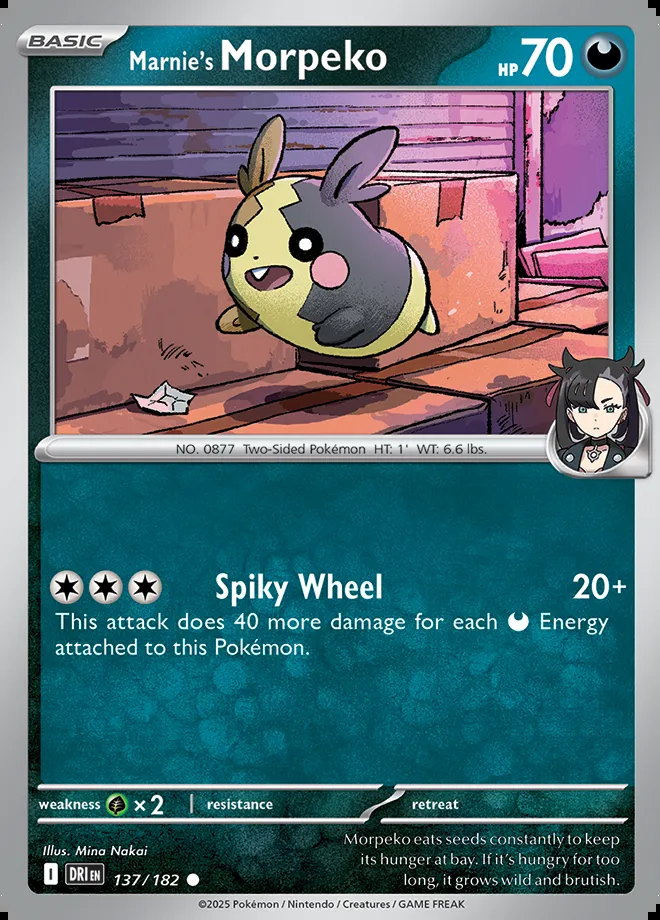 BASIC
Marnie's Morpeko
HP 70
NO. 0877 Two-Sided Pokémon HT: 1' WT: 6.6 lbs.
Spiky Wheel 20+
This attack does 40 more damage for each Energy
attached to this Pokémon.
weakness ×2 resistance retreat
Illus. Mina Nakai
Morpeko eats seeds constantly to keep
its hunger at bay. If it's hungry for too
long, it grows wild and brutish.
I DRI EN 137/182
©2025 Pokémon / Nintendo / Creatures / GAME FREAK